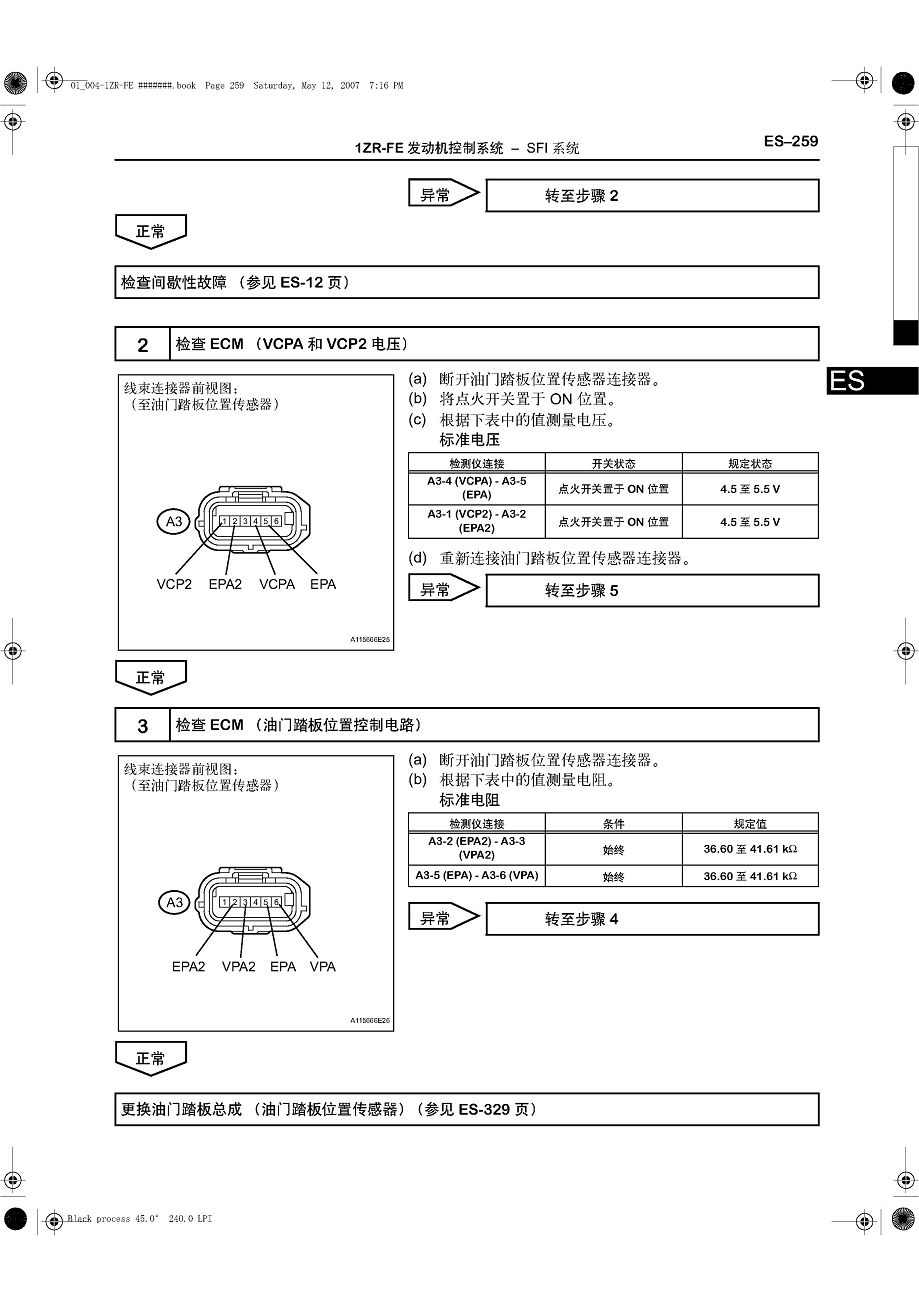 01_004-1ZR-FE #######.book Page 259 Saturday, May 12, 2007 7:16 PM
1ZR-FE 发动机控制系统 – SFI 系统
ES–259
异常
转至步骤 2
正常
检查间歇性故障 （参见 ES-12 页）
2
检查 ECM （VCPA 和 VCP2 电压）
ES
线束连接器前视图：
（至油门踏板位置传感器）
A3
1 2 3 4 5 6
VCP2 EPA2 VCPA EPA
A115666E25
(a) 断开油门踏板位置传感器连接器。
(b) 将点火开关置于 ON 位置。
(c) 根据下表中的值测量电压。
标准电压
检测仪连接 开关状态 规定状态
A3-4 (VCPA) - A3-5
(EPA)
点火开关置于 ON 位置 4.5 至 5.5 V
A3-1 (VCP2) - A3-2
(EPA2)
点火开关置于 ON 位置 4.5 至 5.5 V
(d) 重新连接油门踏板位置传感器连接器。
异常
转至步骤 5
正常
3
检查 ECM （油门踏板位置控制电路）
线束连接器前视图：
（至油门踏板位置传感器）
A3
1 2 3 4 5 6
EPA2 VPA2 EPA VPA
A115666E26
(a) 断开油门踏板位置传感器连接器。
(b) 根据下表中的值测量电阻。
标准电阻
检测仪连接 条件 规定值
A3-2 (EPA2) - A3-3
(VPA2)
始终 36.60 至 41.61 kΩ
A3-5 (EPA) - A3-6 (VPA) 始终 36.60 至 41.61 kΩ
异常
转至步骤 4
正常
更换油门踏板总成 （油门踏板位置传感器）（参见 ES-329 页）
Black process 45.0° 240.0 LPI